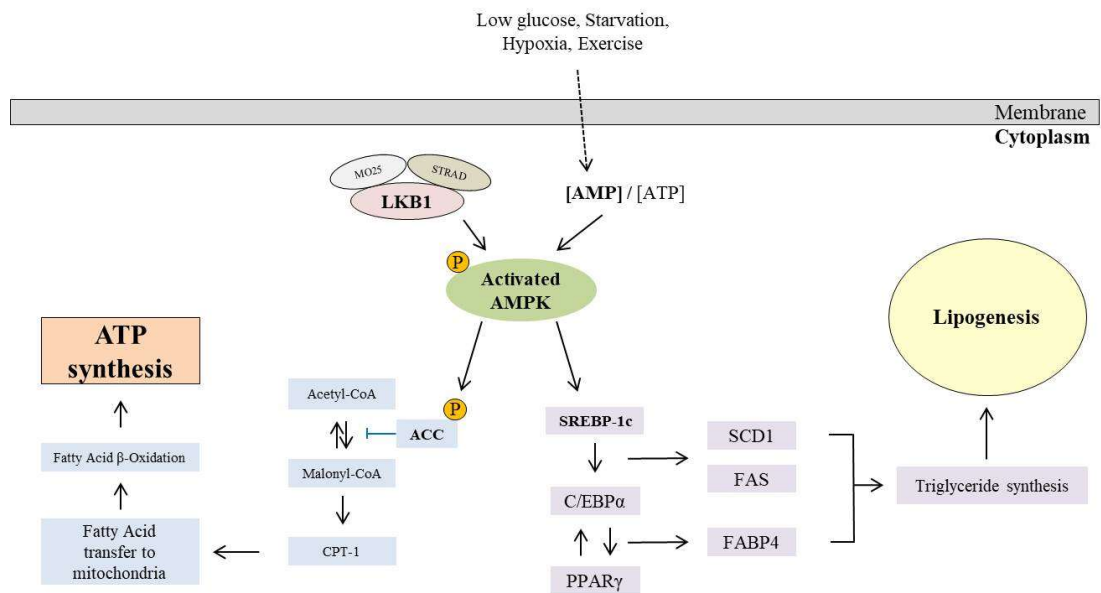 Low glucose, Starvation,
Hypoxia, Exercise
Membrane
Cytoplasm
MO25
STRAD
LKB1
[AMP] / [ATP]
P
Activated
AMPK
Lipogenesis
ATP
synthesis
Acetyl-CoA
P
ACC
SREBP-1c
SCD1
Fatty Acid β-Oxidation
Malonyl-CoA
FAS
Triglyceride synthesis
C/EBPα
Fatty Acid
transfer to
mitochondria
CPT-1
FABP4
PPARγ